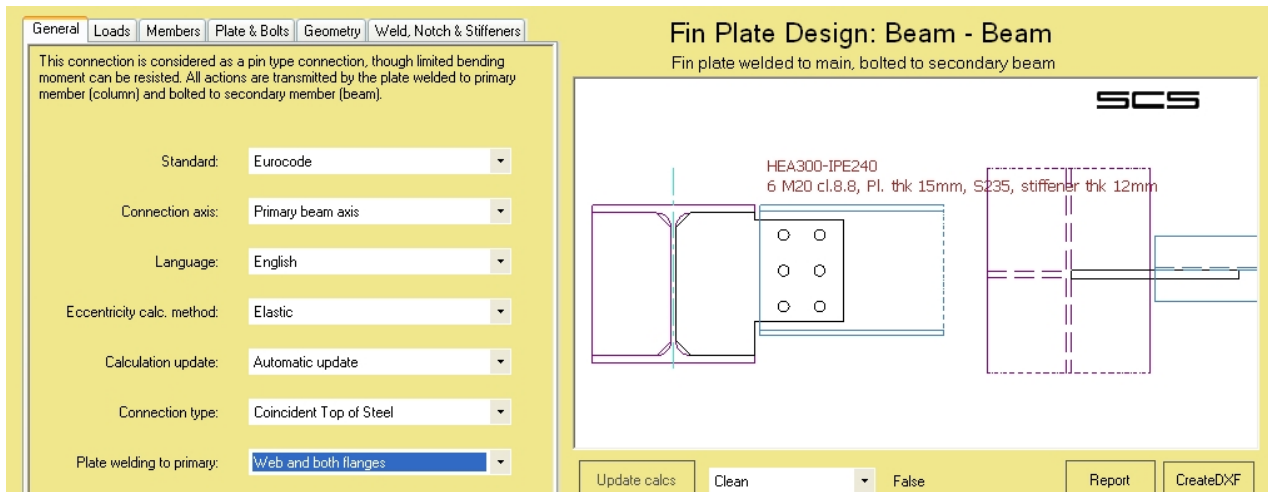 General
Loads
Members
Plate & Bolts
Geometry
Weld, Notch & Stiffeners
This connection is considered as a pin type connection, though limited bending
moment can be resisted. All actions are transmitted by the plate welded to primary
member (column) and bolted to secondary member (beam).
Standard: Eurocode
Connection axis: Primary beam axis
Language: English
Eccentricity calc. method: Elastic
Calculation update: Automatic update
Connection type: Coincident Top of Steel
Plate welding to primary: Web and both flanges
Fin Plate Design: Beam - Beam
Fin plate welded to main, bolted to secondary beam
SCS
HEA300-IPE240
6 M20 cl.8.8, Pl. thk 15mm, S235, stiffener thk 12mm
Update calcs
Clean
False
Report
CreateDXF